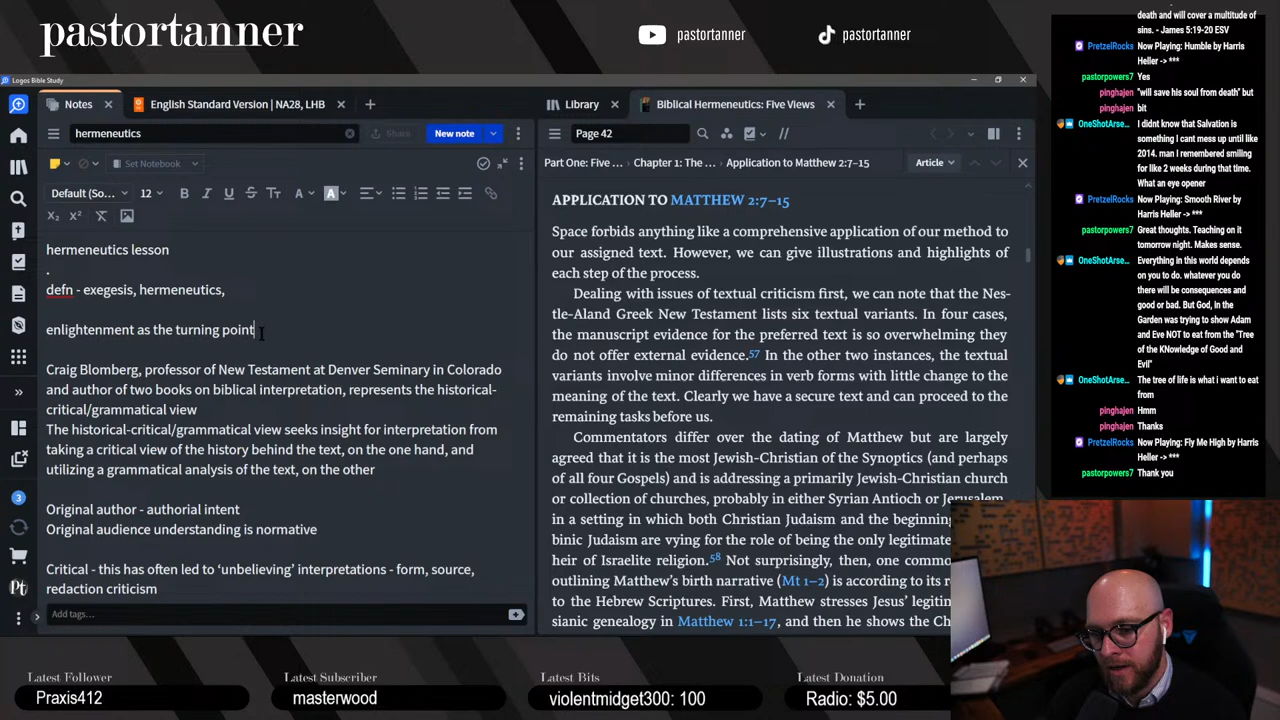 pastortanner
pastortanner
pastortanner
Logos Bible Study
Notes
English Standard Version | NA28, LHB
Library
Biblical Hermeneutics: Five Views
hermeneutics
Share
New note
Page 42
Set Notebook
Part One: Five ...
Chapter 1: The ...
Application to Matthew 2:7–15
Article
Default (So...
12
hermeneutics lesson
.
defn - exegesis, hermeneutics,
enlightenment as the turning point
Craig Blomberg, professor of New Testament at Denver Seminary in Colorado
and author of two books on biblical interpretation, represents the historical-
critical/grammatical view
The historical-critical/grammatical view seeks insight for interpretation from
taking a critical view of the history behind the text, on the one hand, and
utilizing a grammatical analysis of the text, on the other
Original author - authorial intent
Original audience understanding is normative
Critical - this has often led to ‘unbelieving’ interpretations - form, source,
redaction criticism
Add tags...
3
APPLICATION TO MATTHEW 2:7–15
Space forbids anything like a comprehensive application of our method to
our assigned text. However, we can give illustrations and highlights of
each step of the process.
Dealing with issues of textual criticism first, we can note that the Nes-
tle-Aland Greek New Testament lists six textual variants. In four cases,
the manuscript evidence for the preferred text is so overwhelming they
do not offer external evidence.57 In the other two instances, the textual
variants involve minor differences in verb forms with little change to the
meaning of the text. Clearly we have a secure text and can proceed to the
remaining tasks before us.
Commentators differ over the dating of Matthew but are largely
agreed that it is the most Jewish-Christian of the Synoptics (and perhaps
of all four Gospels) and is addressing a primarily Jewish-Christian church
or collection of churches, probably in either Syrian Antioch or Jerusalem,
in a setting in which both Christian Judaism and the beginning
binic Judaism are vying for the role of being the only legitimate
heir of Israelite religion.58 Not surprisingly, then, one commo
outlining Matthew’s birth narrative (Mt 1–2) is according to its r
to the Hebrew Scriptures. First, Matthew stresses Jesus’ legitim
sianic genealogy in Matthew 1:1–17, and then he shows the Ch
death and will cover a multitude of
sins. - James 5:19-20 ESV
PretzelRocks Now Playing: Humble by Harris
Heller -> ***
pastorpowers7 Yes
pinghajen "will save his soul from death" but
pinghajen bit
OneShotArse... I didnt know that Salvation is
something I cant mess up until like
2014. man I remembered smiling
for like 2 weeks during that time.
What an eye opener
PretzelRocks Now Playing: Smooth River by
Harris Heller -> ***
pastorpowers7 Great thoughts. Teaching on it
tomorrow night. Makes sense.
OneShotArse... Everything in this world depends
on you to do. whatever you do
there will be consequences and
good or bad. But God, in the
Garden was trying to show Adam
and Eve NOT to eat from the "Tree
of the KNowledge of Good and
Evil"
OneShotArse... The tree of life is what i want to eat
from
pinghajen Hmm
pinghajen Thanks
PretzelRocks Now Playing: Fly Me High by Harris
Heller -> ***
pastorpowers7 Thank you
Latest Follower
Praxis412
Latest Subscriber
masterwood
Latest Bits
violentmidget300: 100
Latest Donation
Radio: $5.00